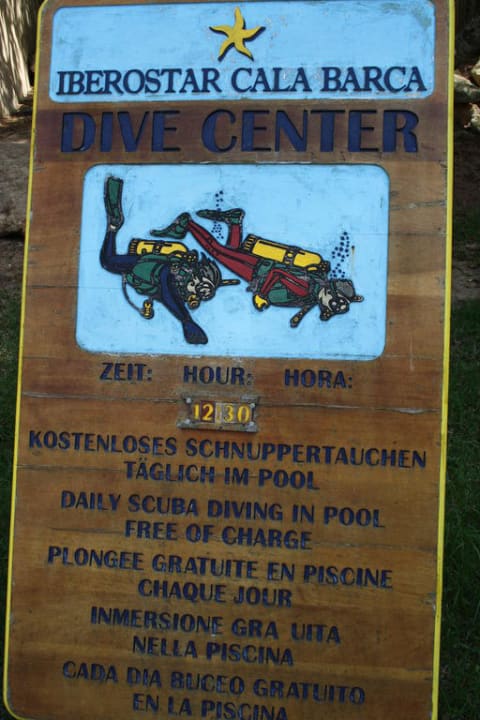 IBEROSTAR CALA BARCA
DIVE CENTER
ZEIT: HOUR: HORA:
12 30
KOSTENLOSES SCHNUPPERTAUCHEN
TÄGLICH IM POOL
DAILY SCUBA DIVING IN POOL
FREE OF CHARGE
PLONGEE GRATUITE EN PISCINE
CHAQUE JOUR
INMERSIONE GRA UITA
NELLA PISCINA
CADA DIA BUCEO GRATUITO
EN LA PISCINA